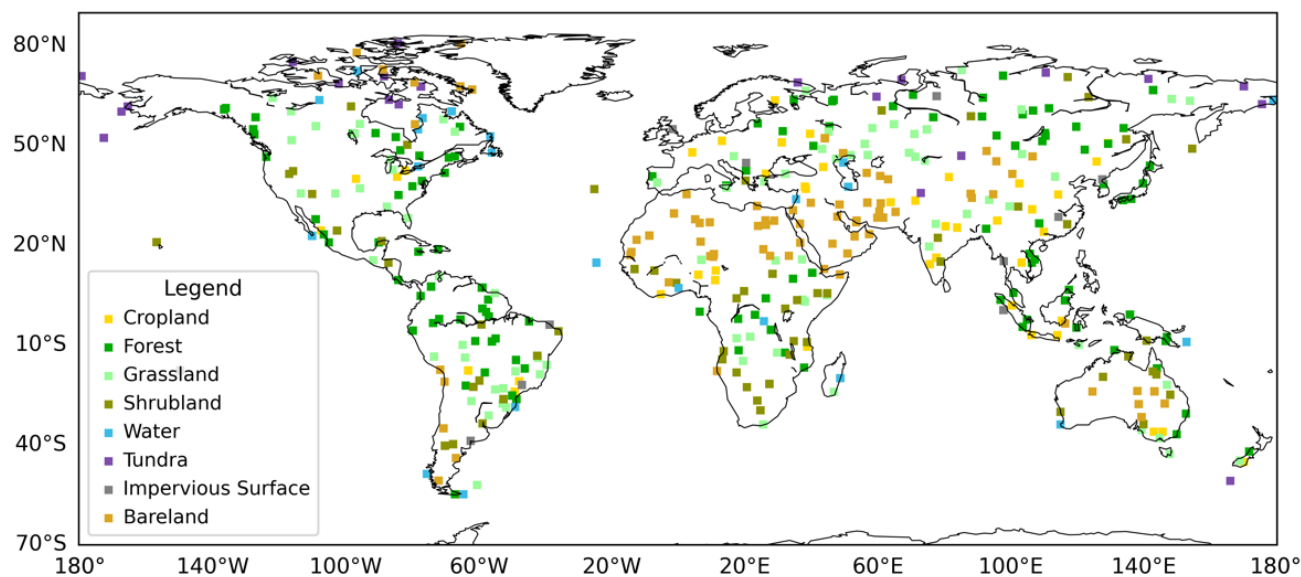 80°N
50°N
20°N
10°S
40°S
70°S
Legend
Cropland
Forest
Grassland
Shrubland
Water
Tundra
Impervious Surface
Bareland
180° 140°W 100°W 60°W 20°W 20°E 60°E 100°E 140°E 180°